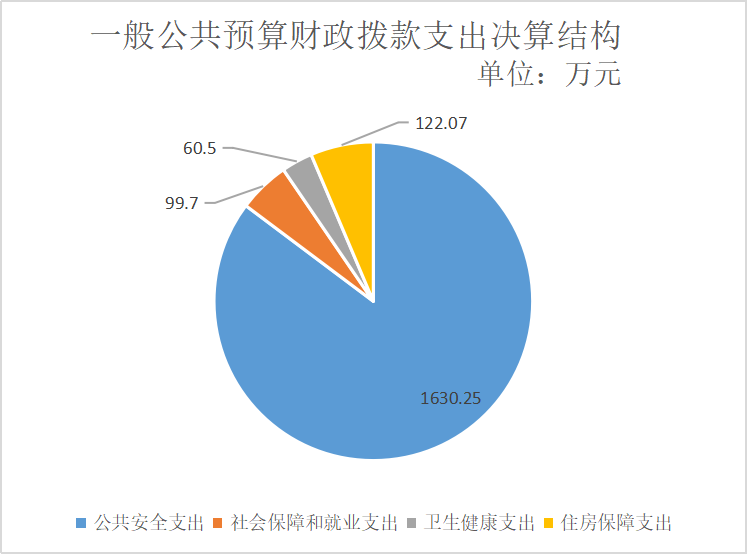 一般公共预算财政拨款支出决算结构
单位：万元
122.07
60.5
99.7
1630.25
公共安全支出 社会保障和就业支出 卫生健康支出 住房保障支出